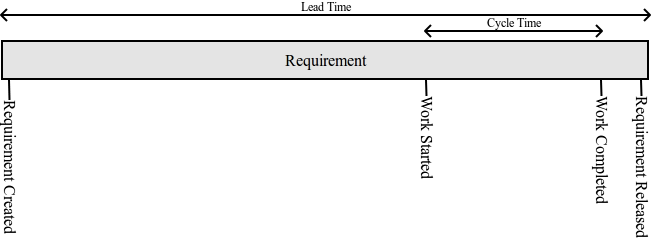 Lead Time
Cycle Time
Requirement
Requirement Created
Work Started
Work Completed
Requirement Released